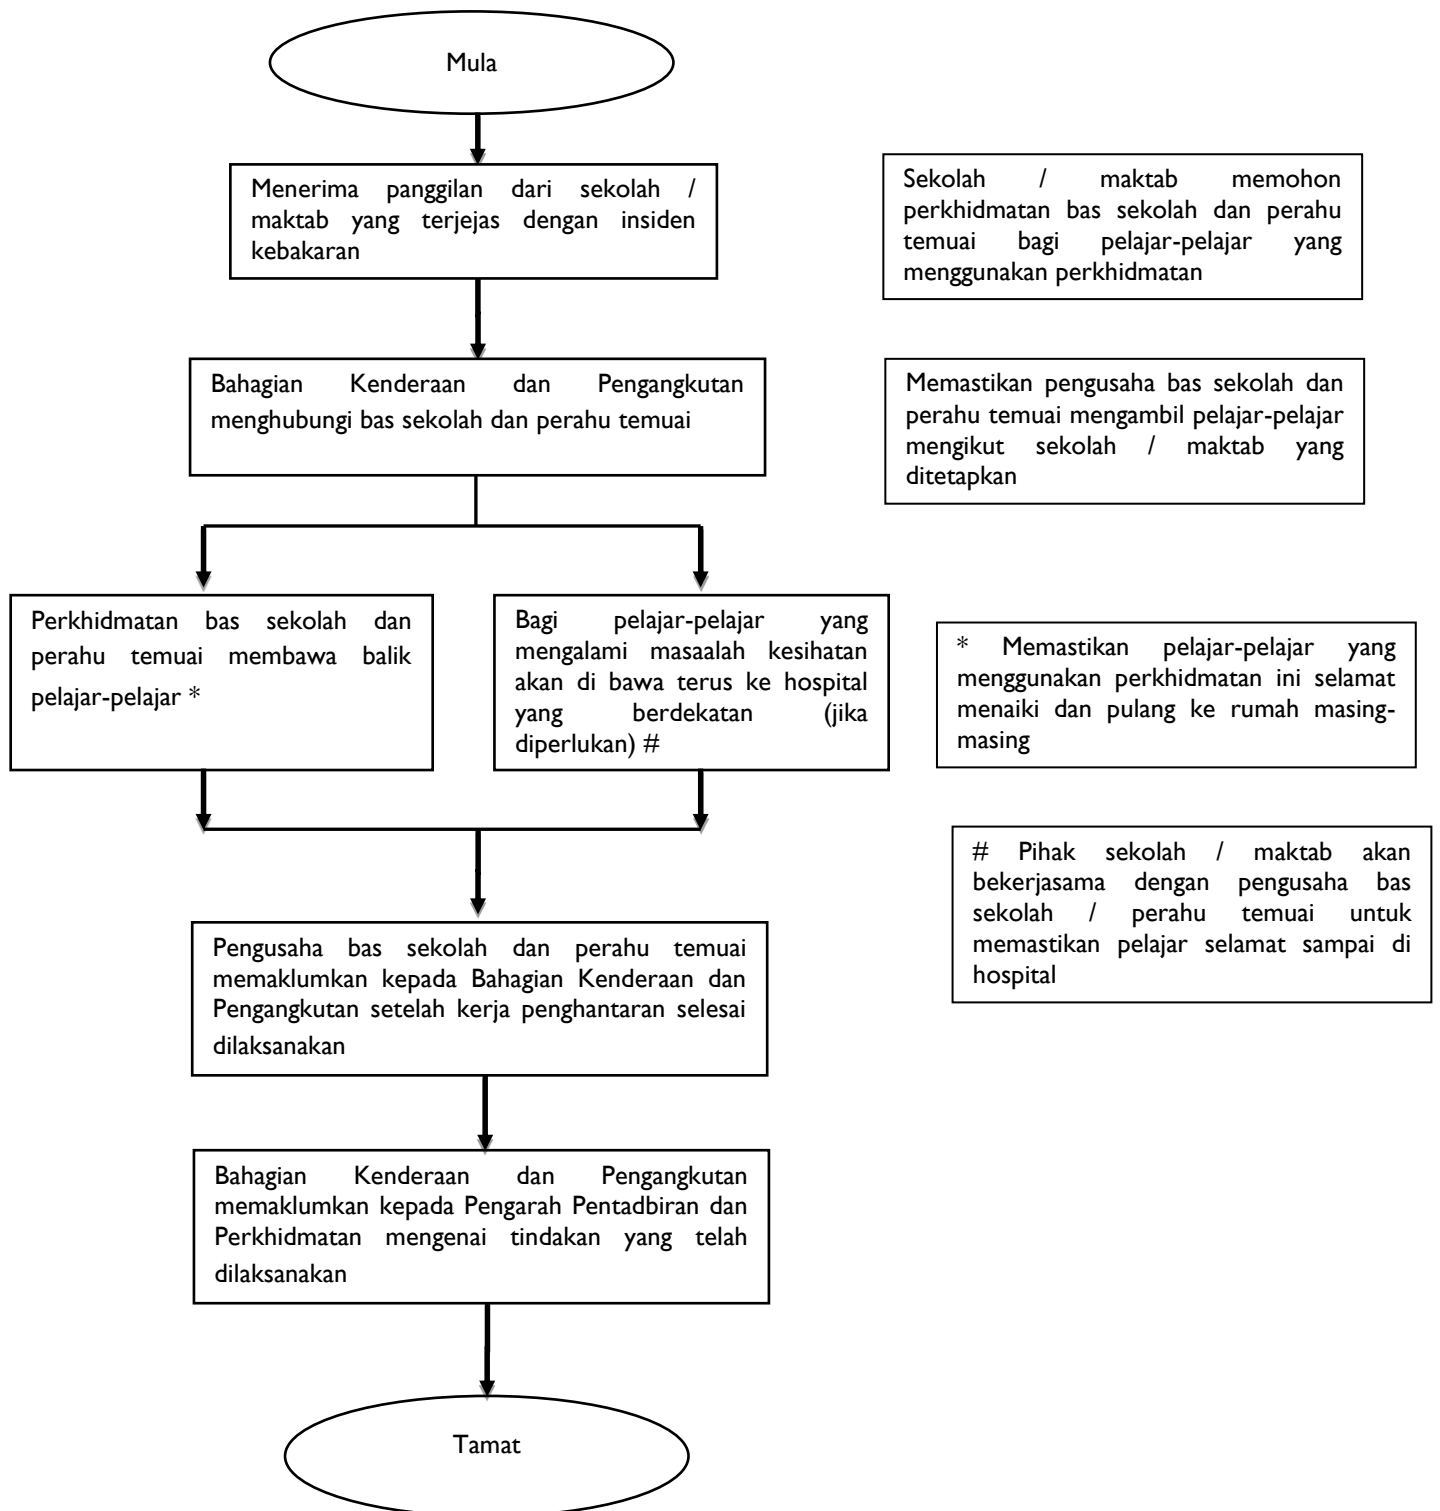 Mula
Menerima panggilan dari sekolah /
maktab yang terjejas dengan insiden
kebakaran
Sekolah / maktab memohon
perkhidmatan bas sekolah dan perahu
temuai bagi pelajar-pelajar yang
menggunakan perkhidmatan
Bahagian Kenderaan dan Pengangkutan
menghubungi bas sekolah dan perahu temuai
Memastikan pengusaha bas sekolah dan
perahu temuai mengambil pelajar-pelajar
mengikut sekolah / maktab yang
ditetapkan
Perkhidmatan bas sekolah dan
perahu temuai membawa balik
pelajar-pelajar *
Bagi pelajar-pelajar yang
mengalami masaalah kesihatan
akan di bawa terus ke hospital
yang berdekatan (jika
diperlukan) #
* Memastikan pelajar-pelajar yang
menggunakan perkhidmatan ini selamat
menaiki dan pulang ke rumah masing-
masing
# Pihak sekolah / maktab akan
bekerjasama dengan pengusaha bas
sekolah / perahu temuai untuk
memastikan pelajar selamat sampai di
hospital
Pengusaha bas sekolah dan perahu temuai
memaklumkan kepada Bahagian Kenderaan dan
Pengangkutan setelah kerja penghantaran selesai
dilaksanakan
Bahagian Kenderaan dan Pengangkutan
memaklumkan kepada Pengarah Pentadbiran dan
Perkhidmatan mengenai tindakan yang telah
dilaksanakan
Tamat